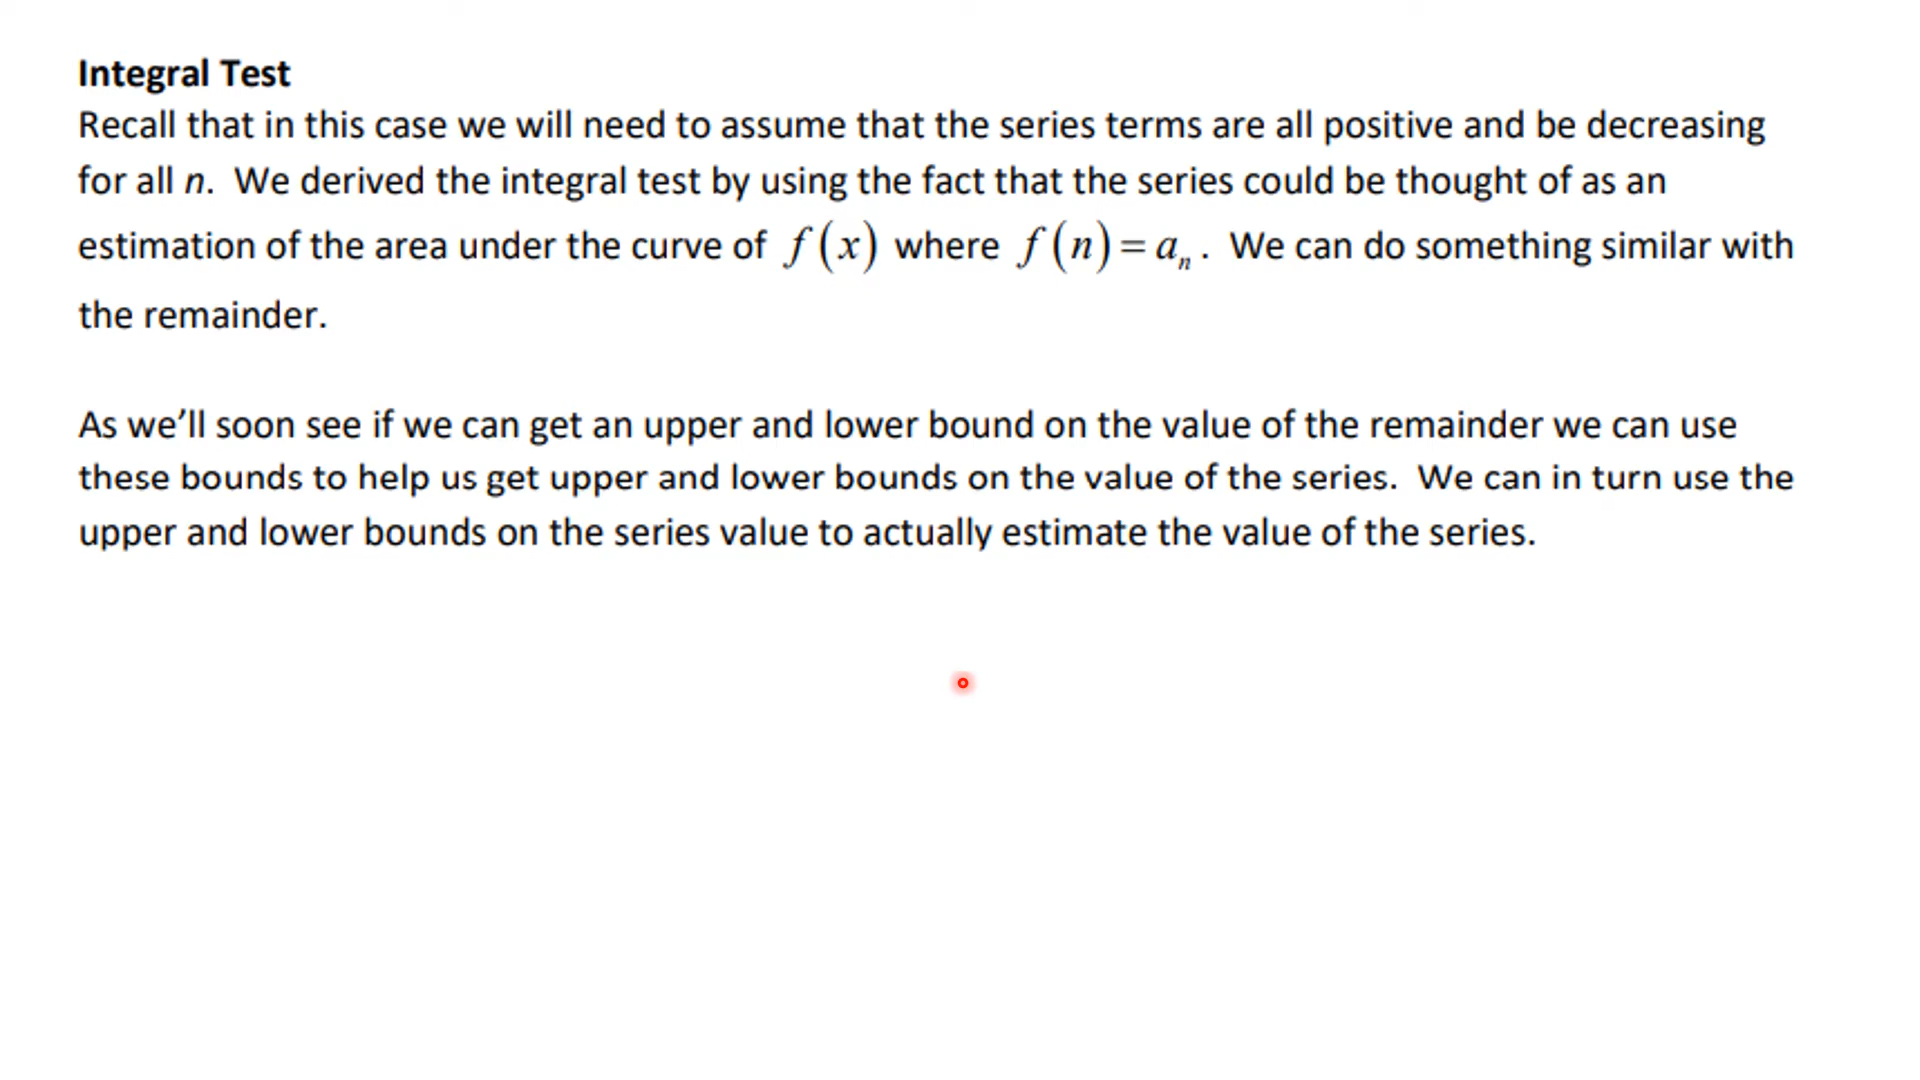 Integral Test
Recall that in this case we will need to assume that the series terms are all positive and be decreasing
for all n.  We derived the integral test by using the fact that the series could be thought of as an
estimation of the area under the curve of f(x) where f(n)=aₙ.  We can do something similar with
the remainder.
As we’ll soon see if we can get an upper and lower bound on the value of the remainder we can use
these bounds to help us get upper and lower bounds on the value of the series.  We can in turn use the
upper and lower bounds on the series value to actually estimate the value of the series.